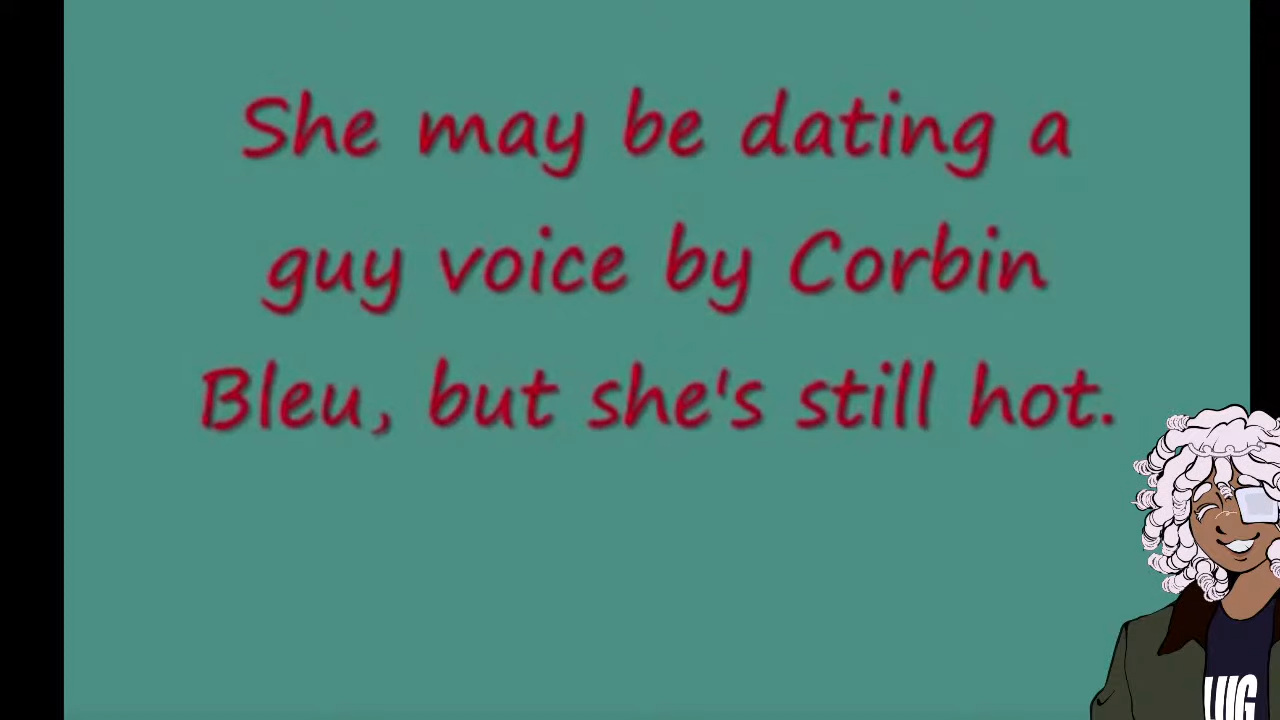 She may be dating a
guy voice by Corbin
Bleu, but she's still hot.